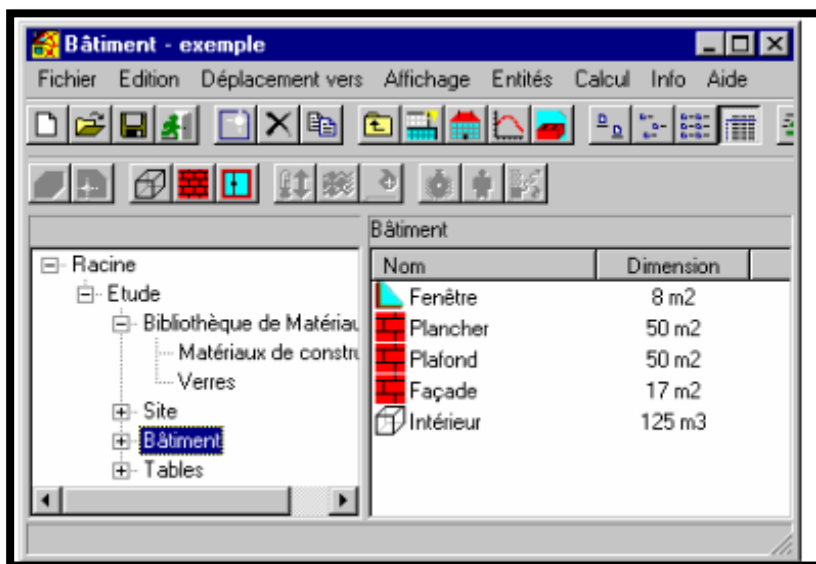 Bâtiment - exemple
Fichier Edition Déplacement vers Affichage Entités Calcul Info Aide
Bâtiment
Racine
Etude
Bibliothèque de Matériau
Matériaux de constru
Verres
Site
Bâtiment
Tables
Nom Dimension
Fenêtre 8 m2
Plancher 50 m2
Plafond 50 m2
Façade 17 m2
Intérieur 125 m3